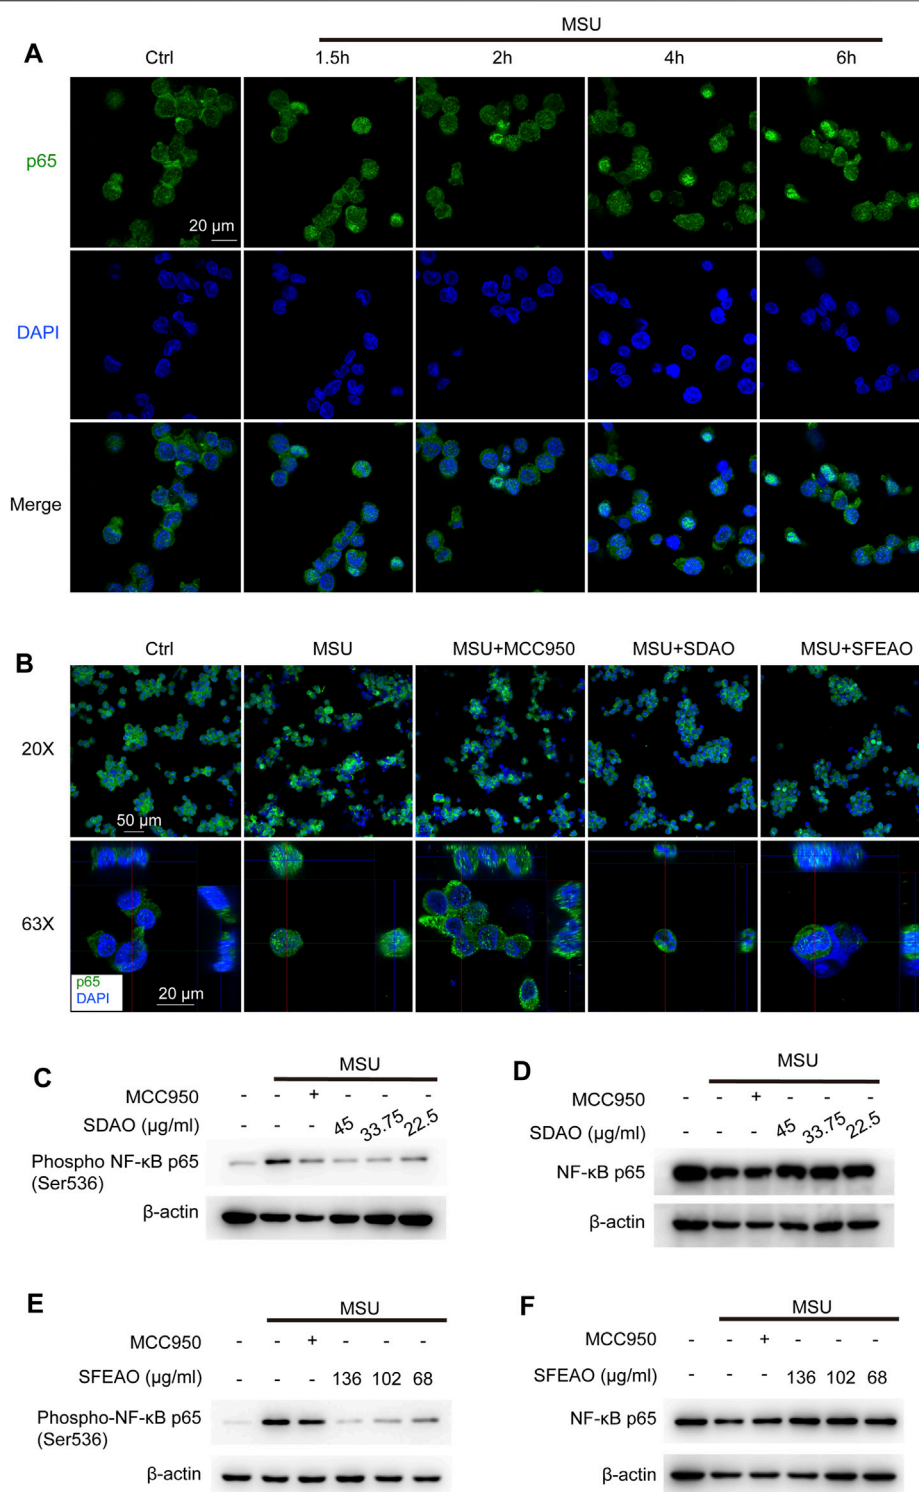 MSU
A
Ctrl 1.5h 2h 4h 6h
p65
20 μm
DAPI
Merge
B
Ctrl MSU MSU+MCC950 MSU+SDAO MSU+SFEAO
20X
50 μm
63X
p65
DAPI
20 μm
C
MSU
MCC950 - - + - - -
SDAO (μg/ml) - - - 45 33.75 22.5
Phospho NF-κB p65
(Ser536)
β-actin
D
MSU
MCC950 - - + - - -
SDAO (μg/ml) - - - 45 33.75 22.5
NF-κB p65
β-actin
E
MSU
MCC950 - - + - - -
SFEAO (μg/ml) - - - 136 102 68
Phospho-NF-κB p65
(Ser536)
β-actin
F
MSU
MCC950 - - + - - -
SFEAO (μg/ml) - - - 136 102 68
NF-κB p65
β-actin